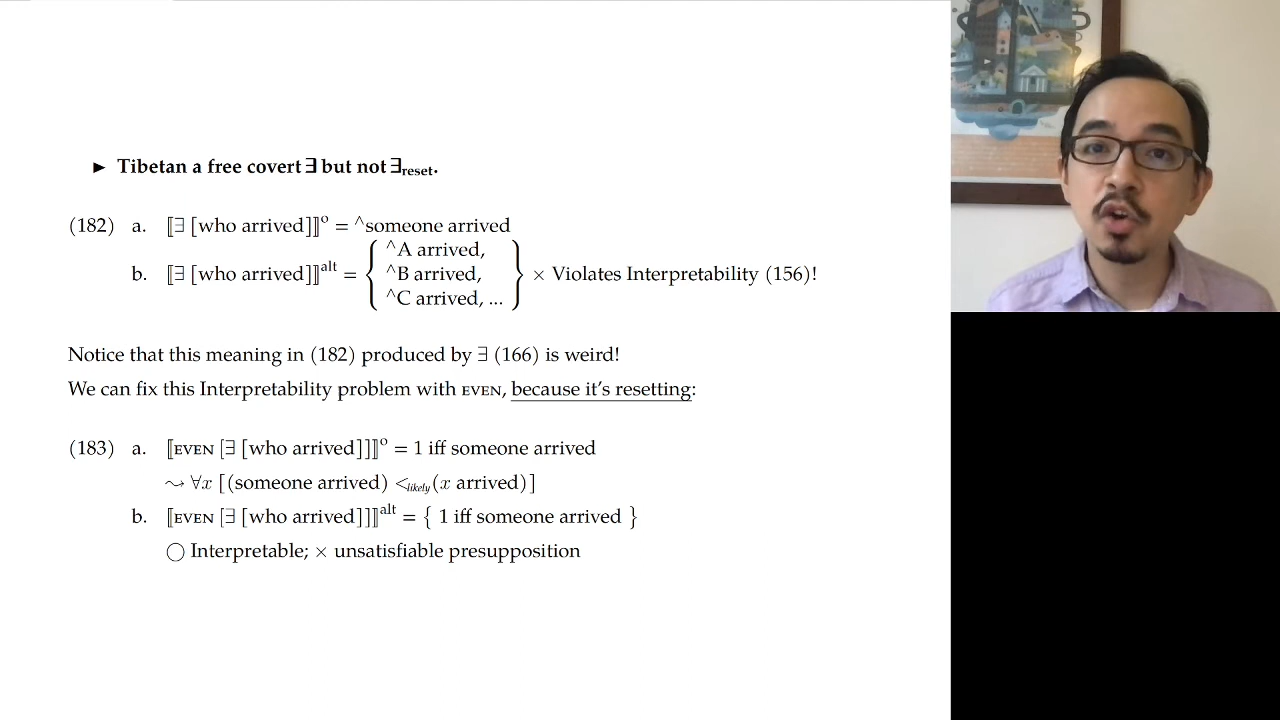 ► Tibetan a free covert ∃ but not ∃reset.
(182) a. ⟦∃ [who arrived]⟧ᵒ = ^someone arrived
b. ⟦∃ [who arrived]⟧ᵃˡᵗ = { ^A arrived, ^B arrived, ^C arrived, ... } × Violates Interpretability (156)!
Notice that this meaning in (182) produced by ∃ (166) is weird!
We can fix this Interpretability problem with EVEN, because it's resetting:
(183) a. ⟦EVEN [∃ [who arrived]]⟧ᵒ = 1 iff someone arrived
⤳ ∀x [(someone arrived) <likely (x arrived)]
b. ⟦EVEN [∃ [who arrived]]⟧ᵃˡᵗ = { 1 iff someone arrived }
◯ Interpretable; × unsatisfiable presupposition